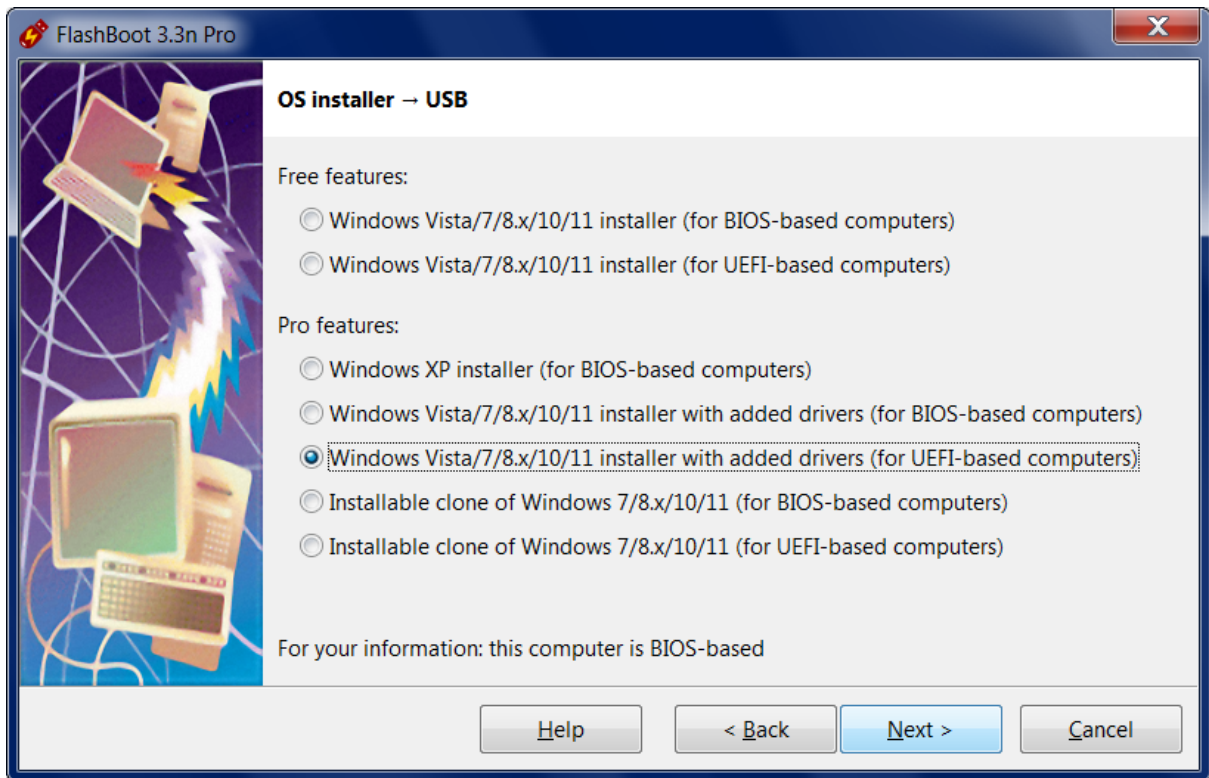 FlashBoot 3.3n Pro
OS installer → USB
Free features:
Windows Vista/7/8.x/10/11 installer (for BIOS-based computers)
Windows Vista/7/8.x/10/11 installer (for UEFI-based computers)
Pro features:
Windows XP installer (for BIOS-based computers)
Windows Vista/7/8.x/10/11 installer with added drivers (for BIOS-based computers)
Windows Vista/7/8.x/10/11 installer with added drivers (for UEFI-based computers)
Installable clone of Windows 7/8.x/10/11 (for BIOS-based computers)
Installable clone of Windows 7/8.x/10/11 (for UEFI-based computers)
For your information: this computer is BIOS-based
Help < Back Next > Cancel